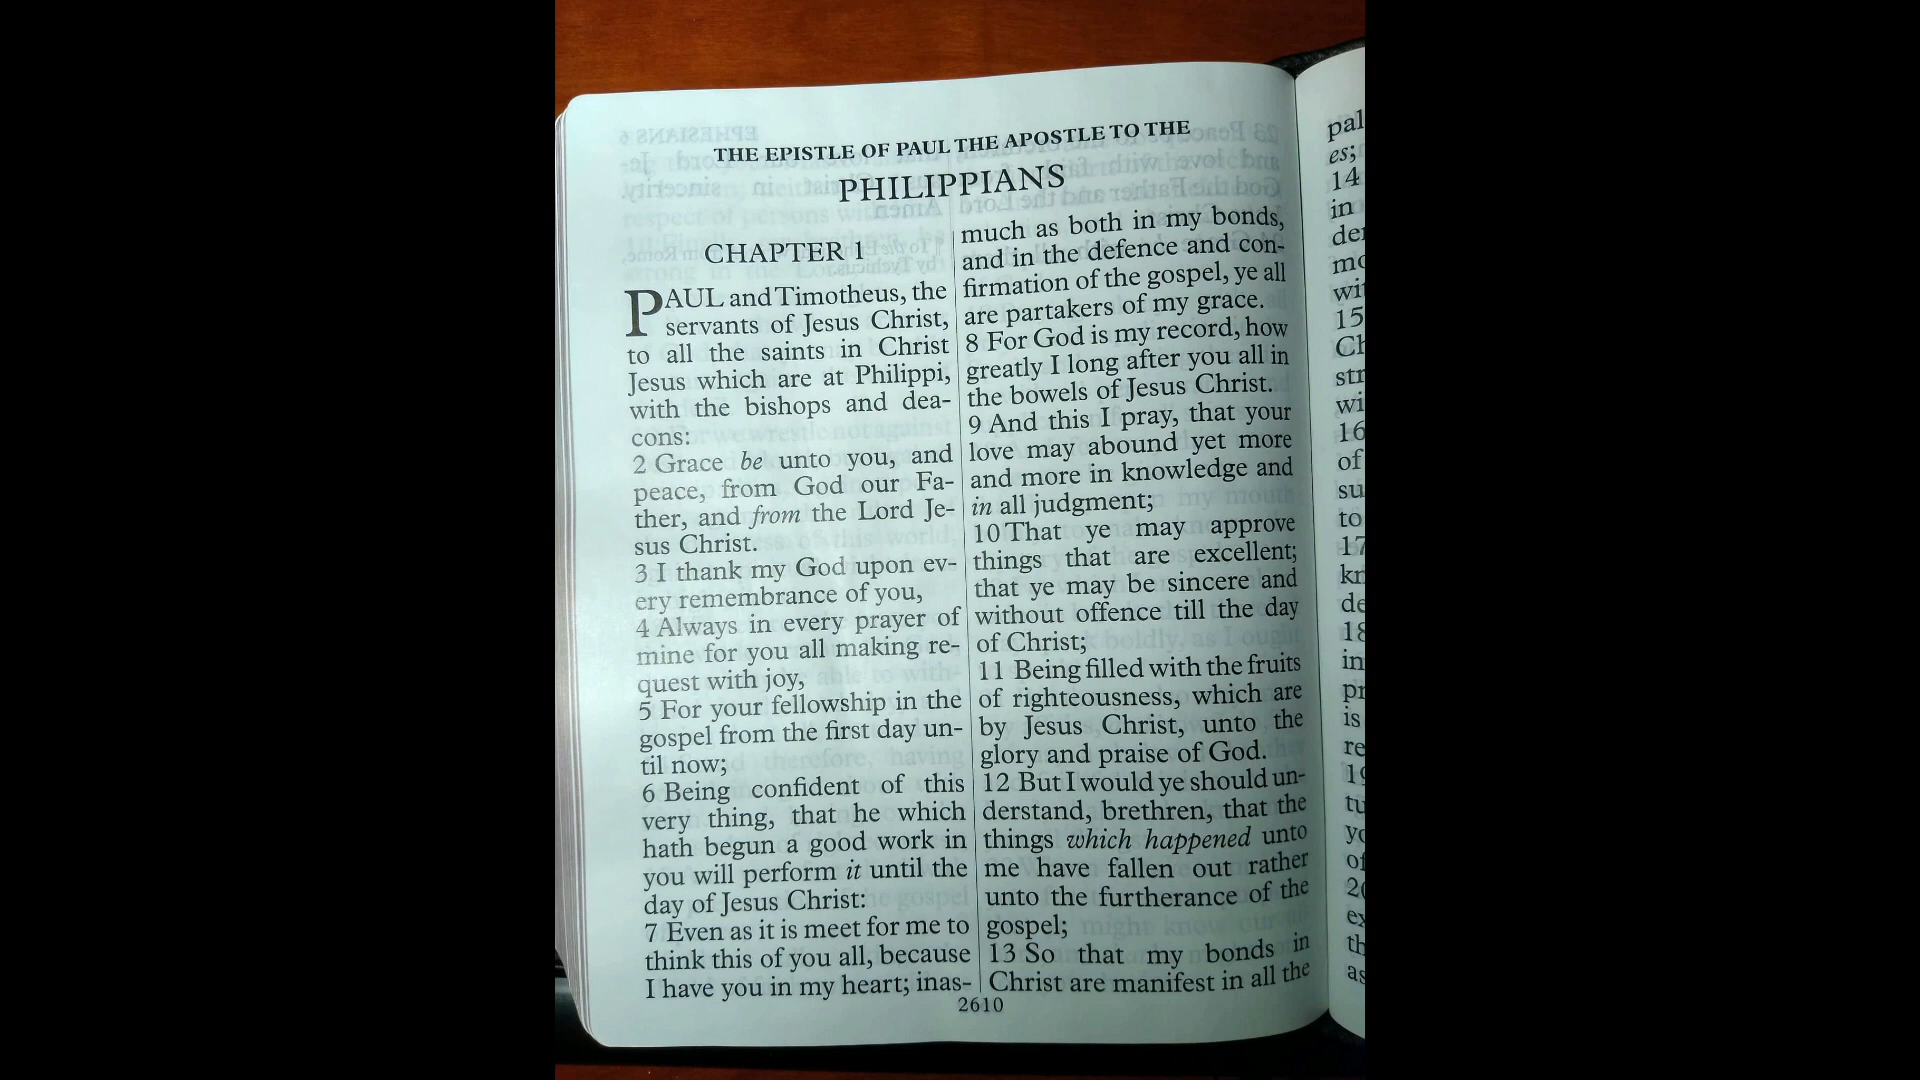 THE EPISTLE OF PAUL THE APOSTLE TO THE
PHILIPPIANS
CHAPTER 1
PAUL and Timotheus, the
servants of Jesus Christ,
to all the saints in Christ
Jesus which are at Philippi,
with the bishops and dea-
cons:
2 Grace be unto you, and
peace, from God our Fa-
ther, and from the Lord Je-
sus Christ.
3 I thank my God upon ev-
ery remembrance of you,
4 Always in every prayer of
mine for you all making re-
quest with joy,
5 For your fellowship in the
gospel from the first day un-
til now;
6 Being confident of this
very thing, that he which
hath begun a good work in
you will perform it until the
day of Jesus Christ:
7 Even as it is meet for me to
think this of you all, because
I have you in my heart; inas-
much as both in my bonds,
and in the defence and con-
firmation of the gospel, ye all
are partakers of my grace.
8 For God is my record, how
greatly I long after you all in
the bowels of Jesus Christ.
9 And this I pray, that your
love may abound yet more
and more in knowledge and
in all judgment;
10 That ye may approve
things that are excellent;
that ye may be sincere and
without offence till the day
of Christ;
11 Being filled with the fruits
of righteousness, which are
by Jesus Christ, unto the
glory and praise of God.
12 But I would ye should un-
derstand, brethren, that the
things which happened unto
me have fallen out rather
unto the furtherance of the
gospel;
13 So that my bonds in
Christ are manifest in all the
2610
pal
es;
14
in
15
16
of
to
17
in
is